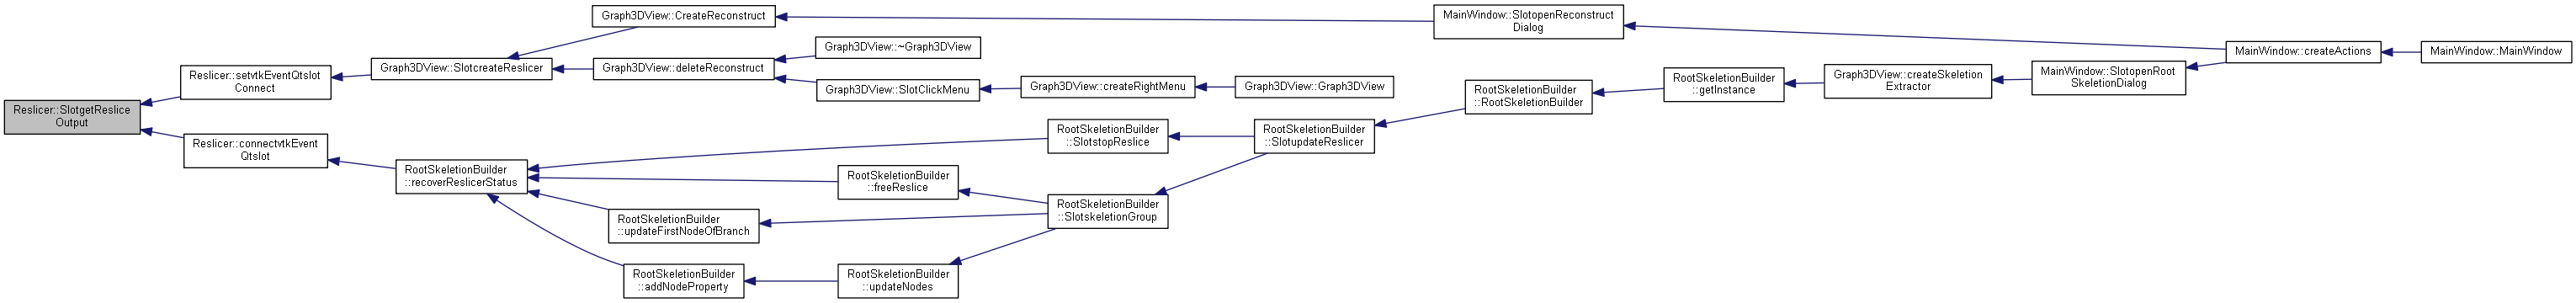 Reslicer::SlotgetReslice
Output
Reslicer::setvtkEventQtslot
Connect
Graph3DView::SlotcreateReslicer
Graph3DView::CreateReconstruct
MainWindow::SlotopenReconstruct
Dialog
MainWindow::createActions
MainWindow::MainWindow
Graph3DView::deleteReconstruct
Graph3DView::~Graph3DView
Graph3DView::SlotClickMenu
Graph3DView::createRightMenu
Graph3DView::Graph3DView
Reslicer::connectvtkEvent
Qtslot
RootSkeletionBuilder
::recoverReslicerStatus
RootSkeletionBuilder
::SlotstopReslice
RootSkeletionBuilder
::SlotupdateReslicer
RootSkeletionBuilder
::RootSkeletionBuilder
RootSkeletionBuilder
::getInstance
Graph3DView::createSkeletion
Extractor
MainWindow::SlotopenRoot
SkeletionDialog
RootSkeletionBuilder
::freeReslice
RootSkeletionBuilder
::SlotskeletionGroup
RootSkeletionBuilder
::updateFirstNodeOfBranch
RootSkeletionBuilder
::addNodeProperty
RootSkeletionBuilder
::updateNodes